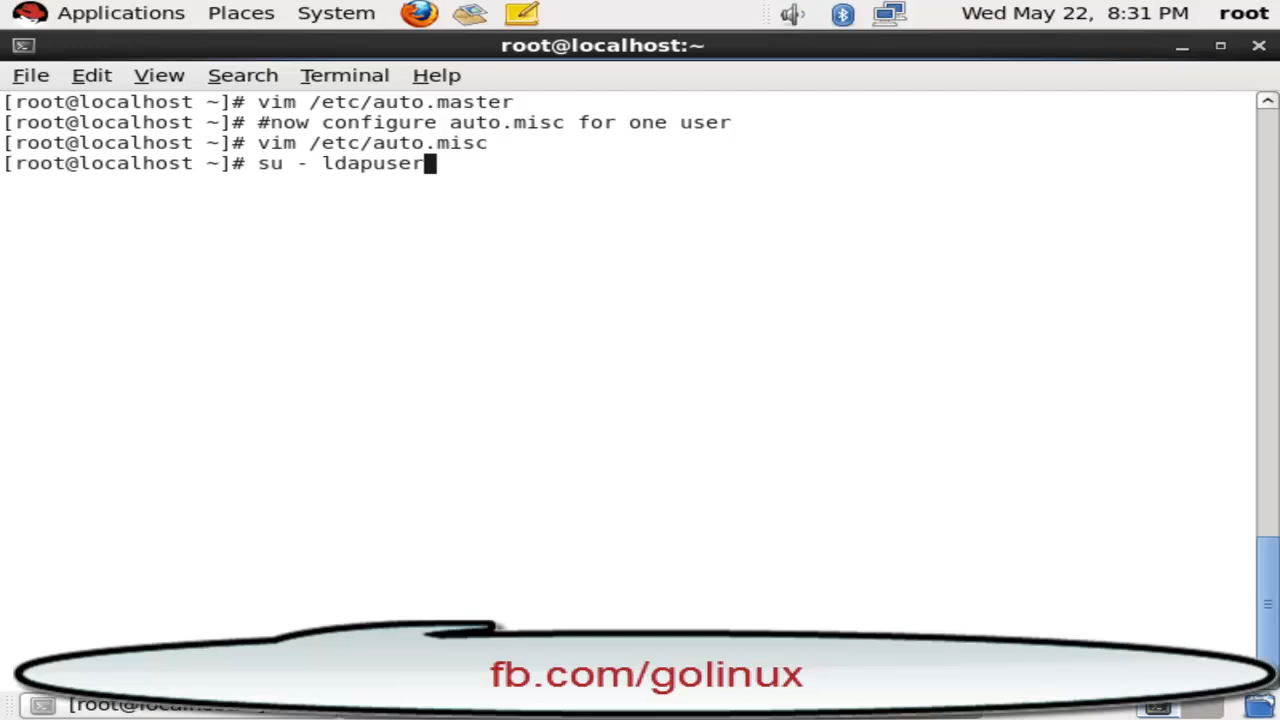 Applications Places System Wed May 22, 8:31 PM root
root@localhost:~
File Edit View Search Terminal Help
[root@localhost ~]# vim /etc/auto.master
[root@localhost ~]# #now configure auto.misc for one user
[root@localhost ~]# vim /etc/auto.misc
[root@localhost ~]# su - ldapuser
fb.com/golinux